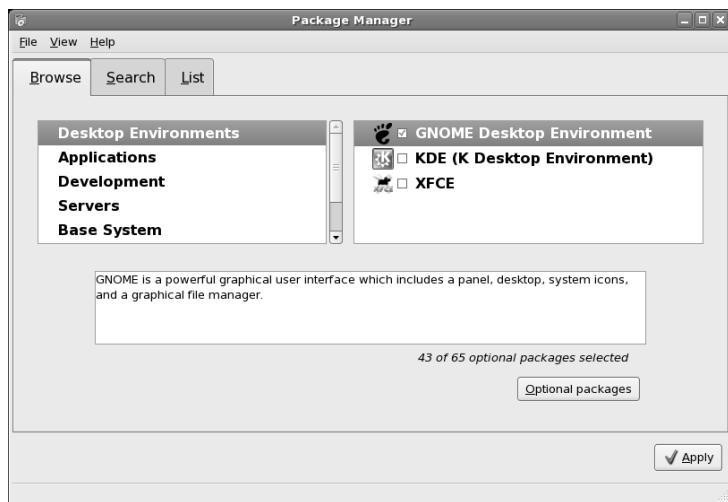 Package Manager
File View Help
Browse Search List
Desktop Environments
Applications
Development
Servers
Base System
GNOME Desktop Environment
KDE (K Desktop Environment)
XFCE
GNOME is a powerful graphical user interface which includes a panel, desktop, system icons,
and a graphical file manager.
43 of 65 optional packages selected
Optional packages
Apply